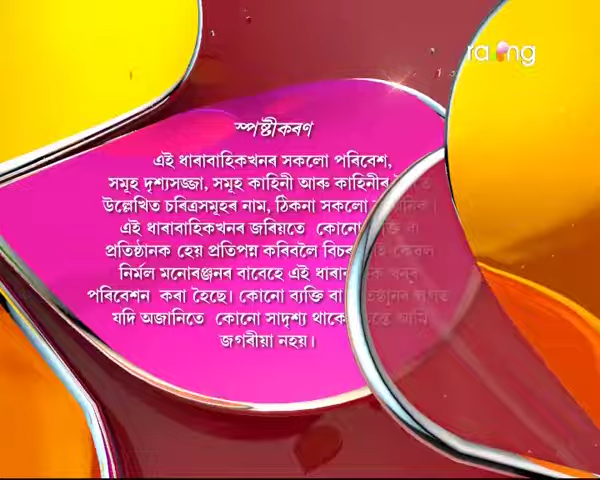 rang
স্পষ্টীকৰণ
এই ধাৰাবাহিকখনৰ সকলো পৰিবেশ,
সমূহ দৃশ্যসজ্জা, সমূহ কাহিনী আৰু কাহিনীৰ
উল্লেখিত চৰিত্ৰসমূহৰ নাম, ঠিকনা সকলো
এই ধাৰাবাহিকখনৰ জৰিয়তে কোনো বা
প্ৰতিষ্ঠানক হেয় প্ৰতিপন্ন কৰিবলৈ কেৱল
নিৰ্মল মনোৰঞ্জনৰ বাবেহে এই
পৰিবেশন কৰা হৈছে। কোনো ব্যক্তি বা
যদি অজানিতে কোনো সাদৃশ্য থাকে আমি
জগৰীয়া নহয়।